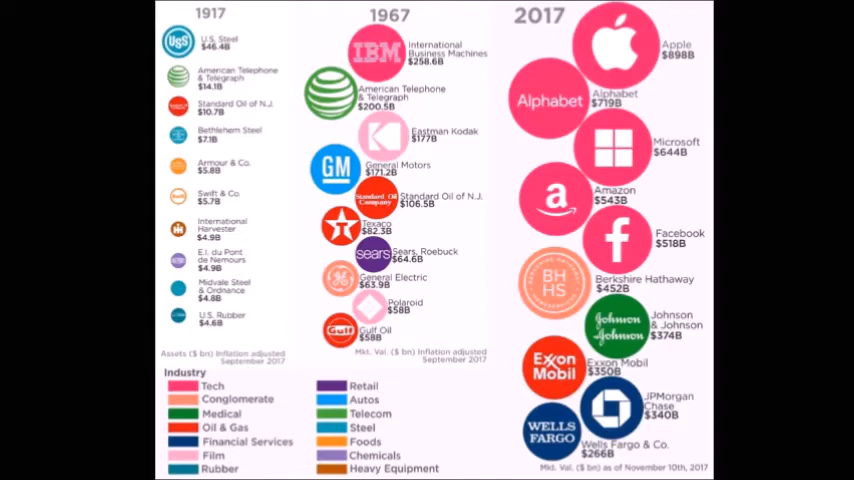 1917
USS
U.S. Steel
$46.4B
American Telephone
& Telegraph
$14.1B
Standard Oil of N.J.
$10.7B
Bethlehem Steel
$7.1B
Armour & Co.
$5.8B
Swift & Co.
$5.7B
International
Harvester
$4.9B
E.I. du Pont
de Nemours
$4.9B
Midvale Steel
& Ordnance
$4.8B
U.S. Rubber
$4.6B
Assets ($ bn) Inflation adjusted
September 2017
1967
IBM
International
Business Machines
$258.6B
American Telephone
& Telegraph
$200.5B
Eastman Kodak
$177B
GM
General Motors
$171.2B
Standard Oil
Company
Standard Oil of N.J.
$106.5B
T
Texaco
$82.3B
sears
Sears, Roebuck
$64.6B
General Electric
$63.9B
Polaroid
$58B
Gulf
Gulf Oil
$58B
Mkt. Val. ($ bn) Inflation adjusted
September 2017
2017
Apple
$898B
Alphabet
Alphabet
$719B
Microsoft
$644B
a
Amazon
$543B
f
Facebook
$518B
BERKSHIRE HATHAWAY
BH
HS
HOMESERVICES
Berkshire Hathaway
$452B
Johnson
Johnson
Johnson
& Johnson
$374B
Exxon
Mobil
Exxon Mobil
$350B
JPMorgan
Chase
$340B
WELLS
FARGO
Wells Fargo & Co.
$266B
Mkt. Val. ($ bn) as of November 10th, 2017
Industry
Tech
Conglomerate
Medical
Oil & Gas
Financial Services
Film
Rubber
Retail
Autos
Telecom
Steel
Foods
Chemicals
Heavy Equipment